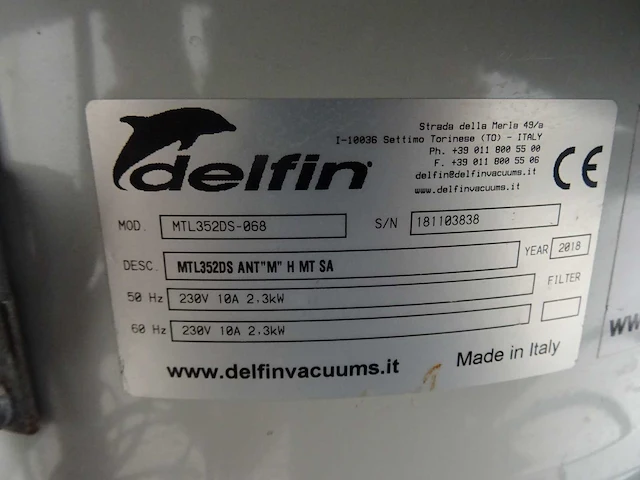 delfin
Strada della Merla 49/a
I-10036 Settimo Torinese (TO) - ITALY
Ph. +39 011 800 55 00
F. +39 011 800 55 06
delfin@delfinvacuums.it
www.delfinvacuums.it
CE
MOD. MTL352DS-068 S/N 181103838
DESC. MTL352DS ANT"M" H MT SA YEAR 2018
50 Hz 230V 10A 2.3kW FILTER
60 Hz 230V 10A 2.3kW
www.delfinvacuums.it Made in Italy
ww